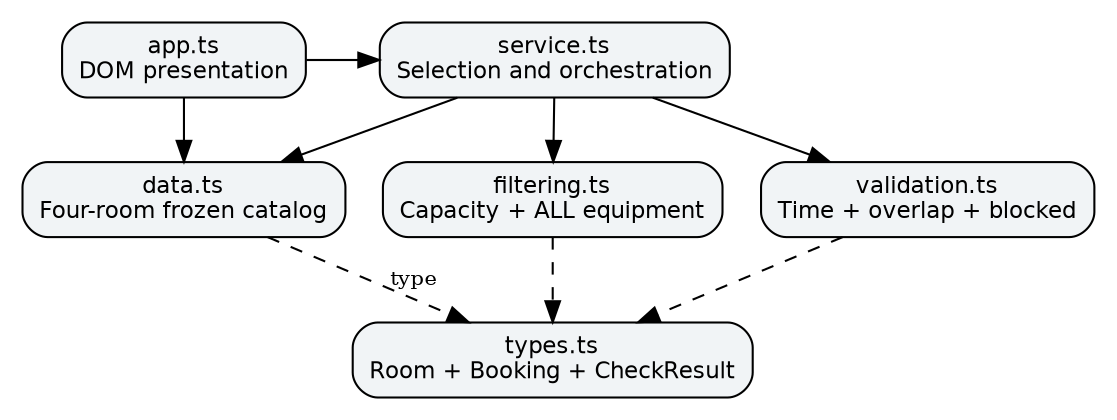 app.ts
DOM presentation
service.ts
Selection and orchestration
data.ts
Four-room frozen catalog
filtering.ts
Capacity + ALL equipment
validation.ts
Time + overlap + blocked
type
types.ts
Room + Booking + CheckResult